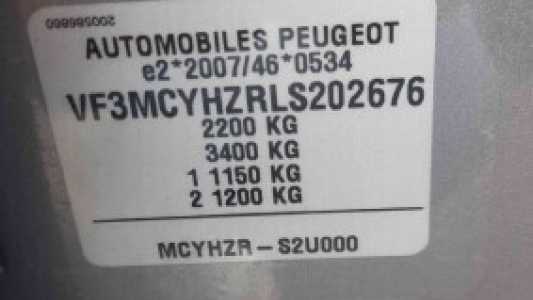 AUTOMOBILES PEUGEOT
e2*2007/46*0534
VF3MCYHZRLS202676
2200 KG
3400 KG
1 1150 KG
2 1200 KG
MCYHZR - S2U000